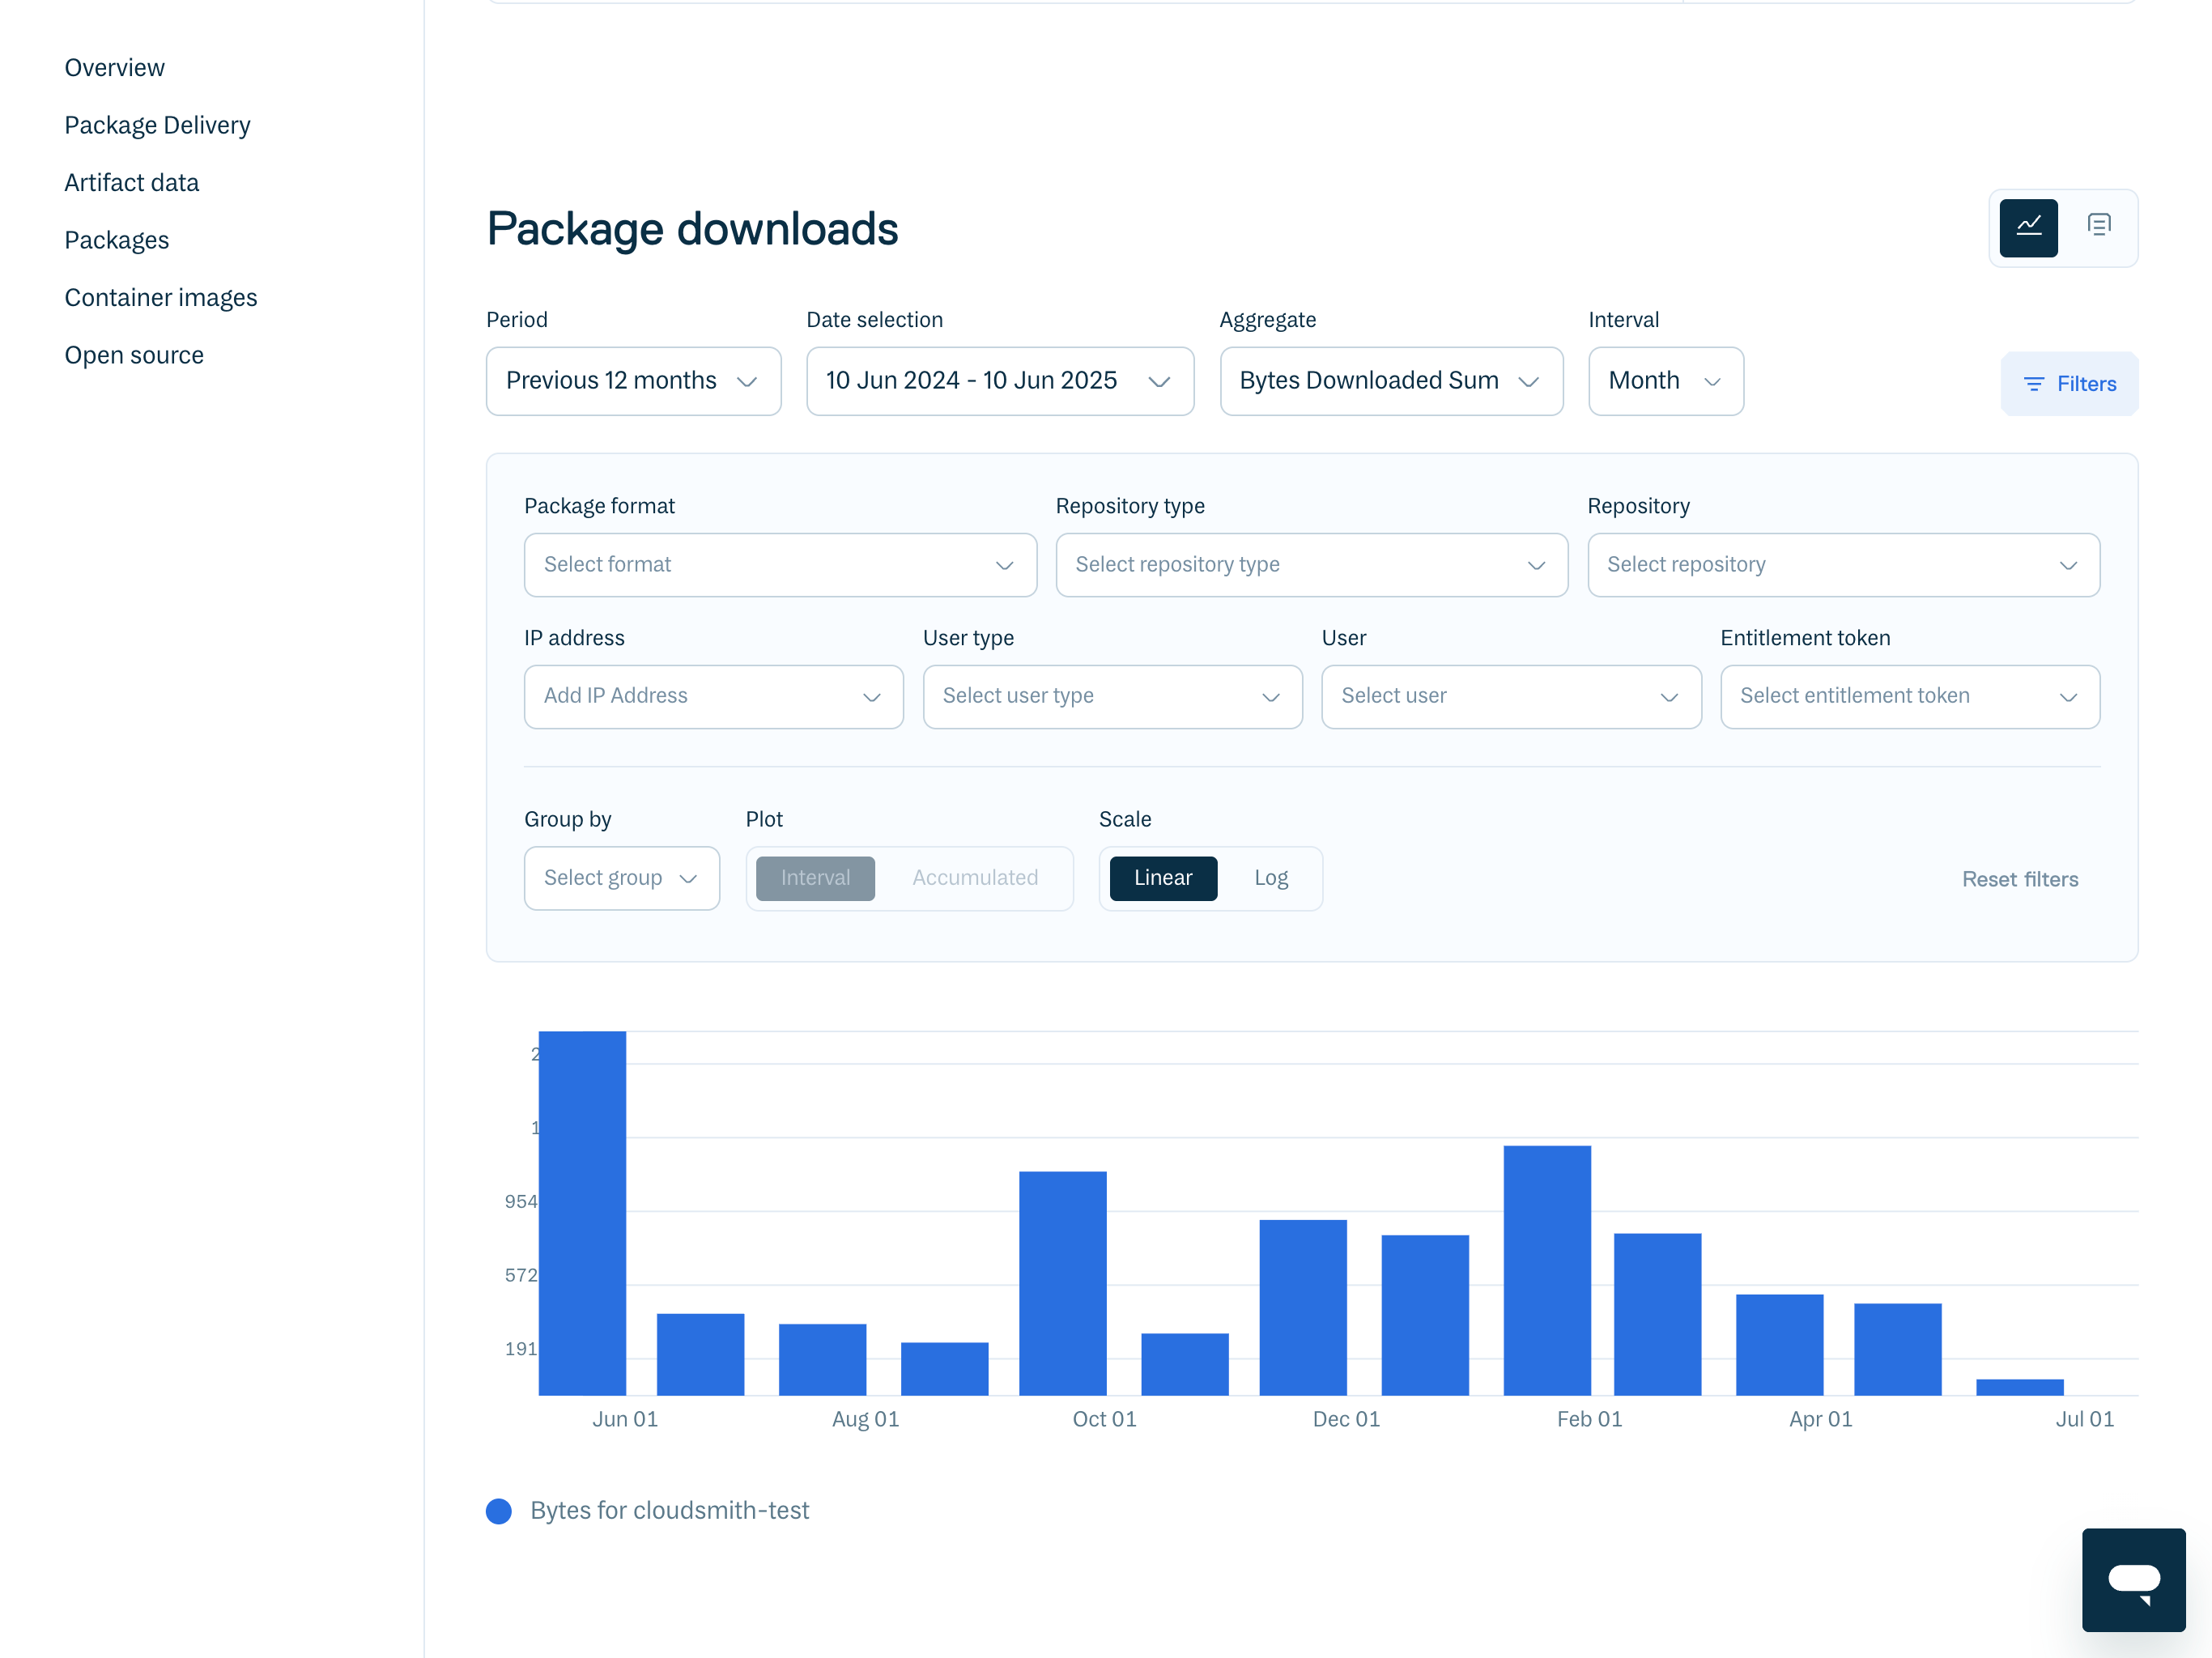 Overview
Package Delivery
Artifact data
Packages
Container images
Open source
Package downloads
Period
Date selection
Aggregate
Interval
Previous 12 months
10 Jun 2024 - 10 Jun 2025
Bytes Downloaded Sum
Month
Filters
Package format
Repository type
Repository
Select format
Select repository type
Select repository
IP address
User type
User
Entitlement token
Add IP Address
Select user type
Select user
Select entitlement token
Group by
Plot
Scale
Select group
Interval
Accumulated
Linear
Log
Reset filters
2
1
954
572
191
Jun 01
Aug 01
Oct 01
Dec 01
Feb 01
Apr 01
Jul 01
Bytes for cloudsmith-test